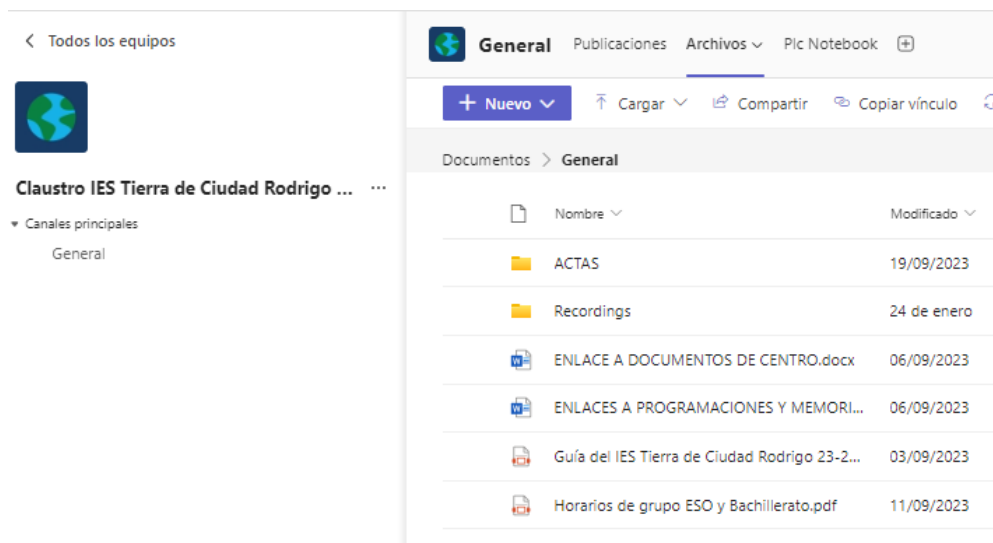 Todos los equipos
Claustro IES Tierra de Ciudad Rodrigo ...
Canales principales
General
General Publicaciones Archivos Plc Notebook
Nuevo Cargar Compartir Copiar vínculo
Documentos > General
Nombre Modificado
ACTAS 19/09/2023
Recordings 24 de enero
ENLACE A DOCUMENTOS DE CENTRO.docx 06/09/2023
ENLACES A PROGRAMACIONES Y MEMORI... 06/09/2023
Guía del IES Tierra de Ciudad Rodrigo 23-2... 03/09/2023
Horarios de grupo ESO y Bachillerato.pdf 11/09/2023